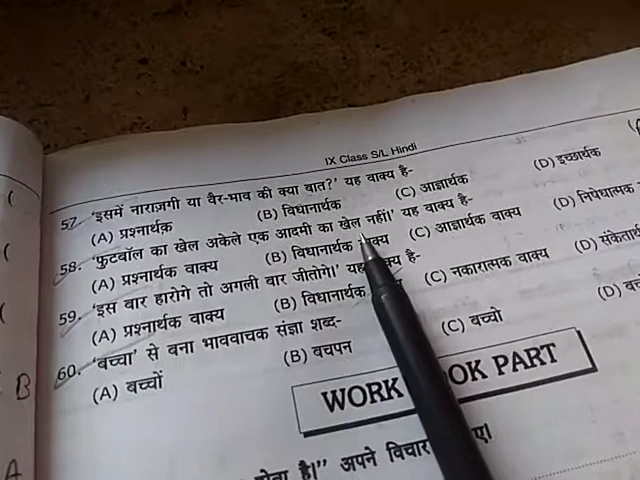 IX Class S/L Hindi
57. 'इसमें नाराज़गी या वैर-भाव की क्या बात?' यह वाक्य है-
(A) प्रश्नार्थक (B) विधानार्थक (C) आज्ञार्थक (D) इच्छार्थक
58. 'फुटबॉल का खेल अकेले एक आदमी का खेल नहीं।' यह वाक्य है-
(A) प्रश्नार्थक वाक्य (B) विधानार्थक वाक्य (C) आज्ञार्थक वाक्य (D) निषेधात्मक
59. 'इस बार हारोगे तो अगली बार जीतोगे।' यह है-
(A) प्रश्नार्थक वाक्य (B) विधानार्थक (C) नकारात्मक वाक्य (D)
60. 'बच्चा' से बना भाववाचक संज्ञा शब्द-
(A) बच्चों (B) बचपन (C) बच्चो (D)
WORK PART
है।" अपने विचार
B
A